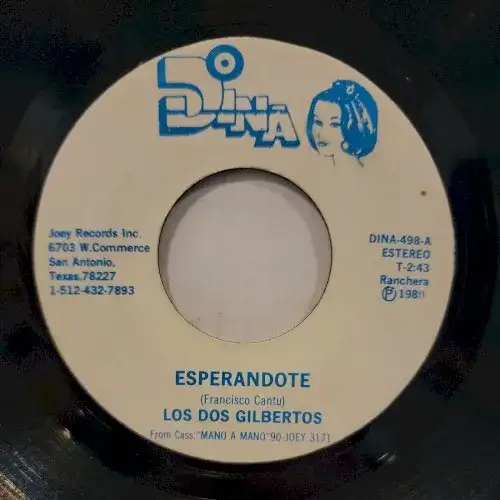 DINA
Joey Records Inc.
6703 W.Commerce
San Antonio,
Texas,78227
1-512-432-7893
DINA-498-A
ESTEREO
T-2:43
Ranchera
Ⓟ
ESPERANDOTE
(Francisco Cantu)
LOS DOS GILBERTOS
From Cass."MANO A MANO"90-JOEY 3171